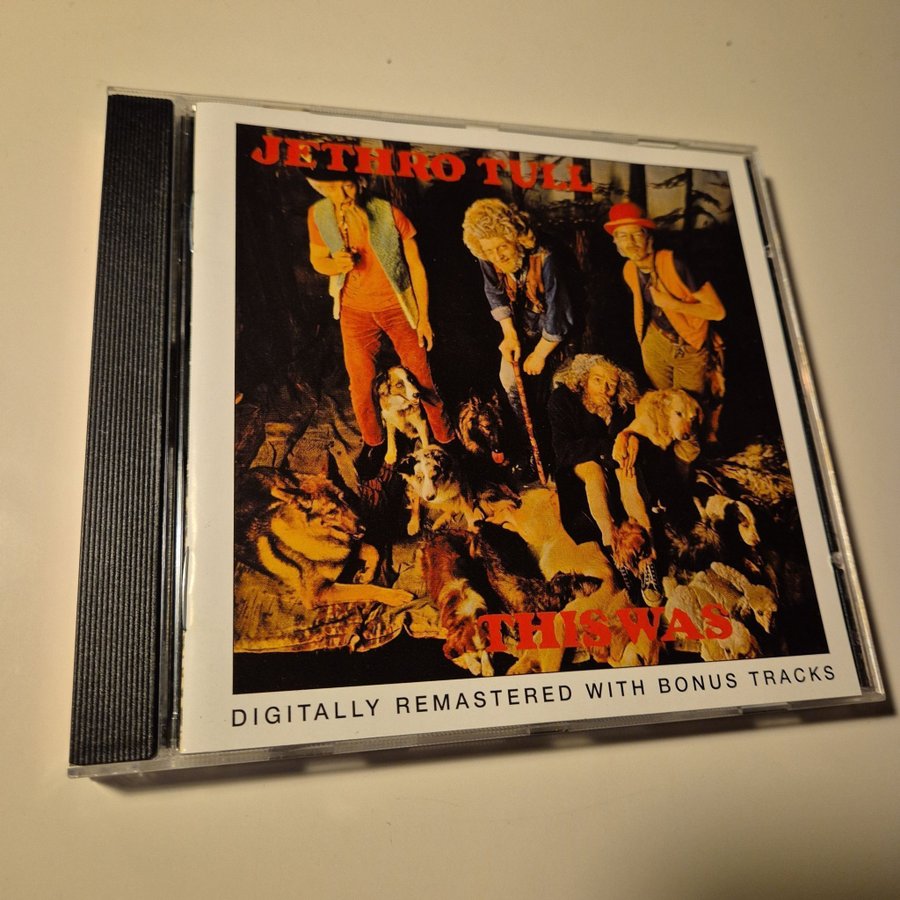 JETHRO TULL
THIS WAS
DIGITALLY REMASTERED WITH BONUS TRACKS